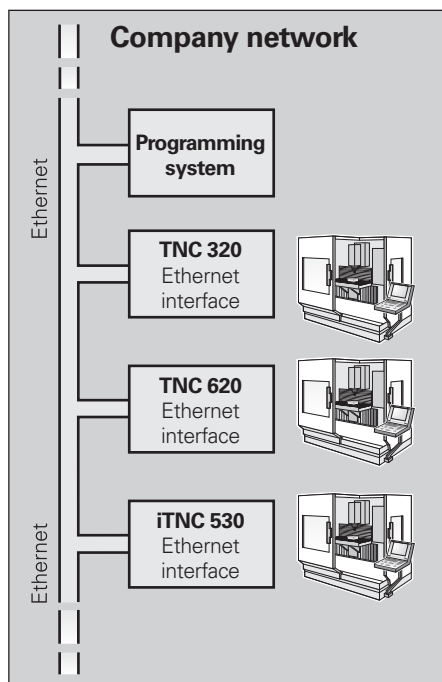 Company network
Ethernet
Programming
system
TNC 320
Ethernet
interface
TNC 620
Ethernet
interface
Ethernet
iTNC 530
Ethernet
interface